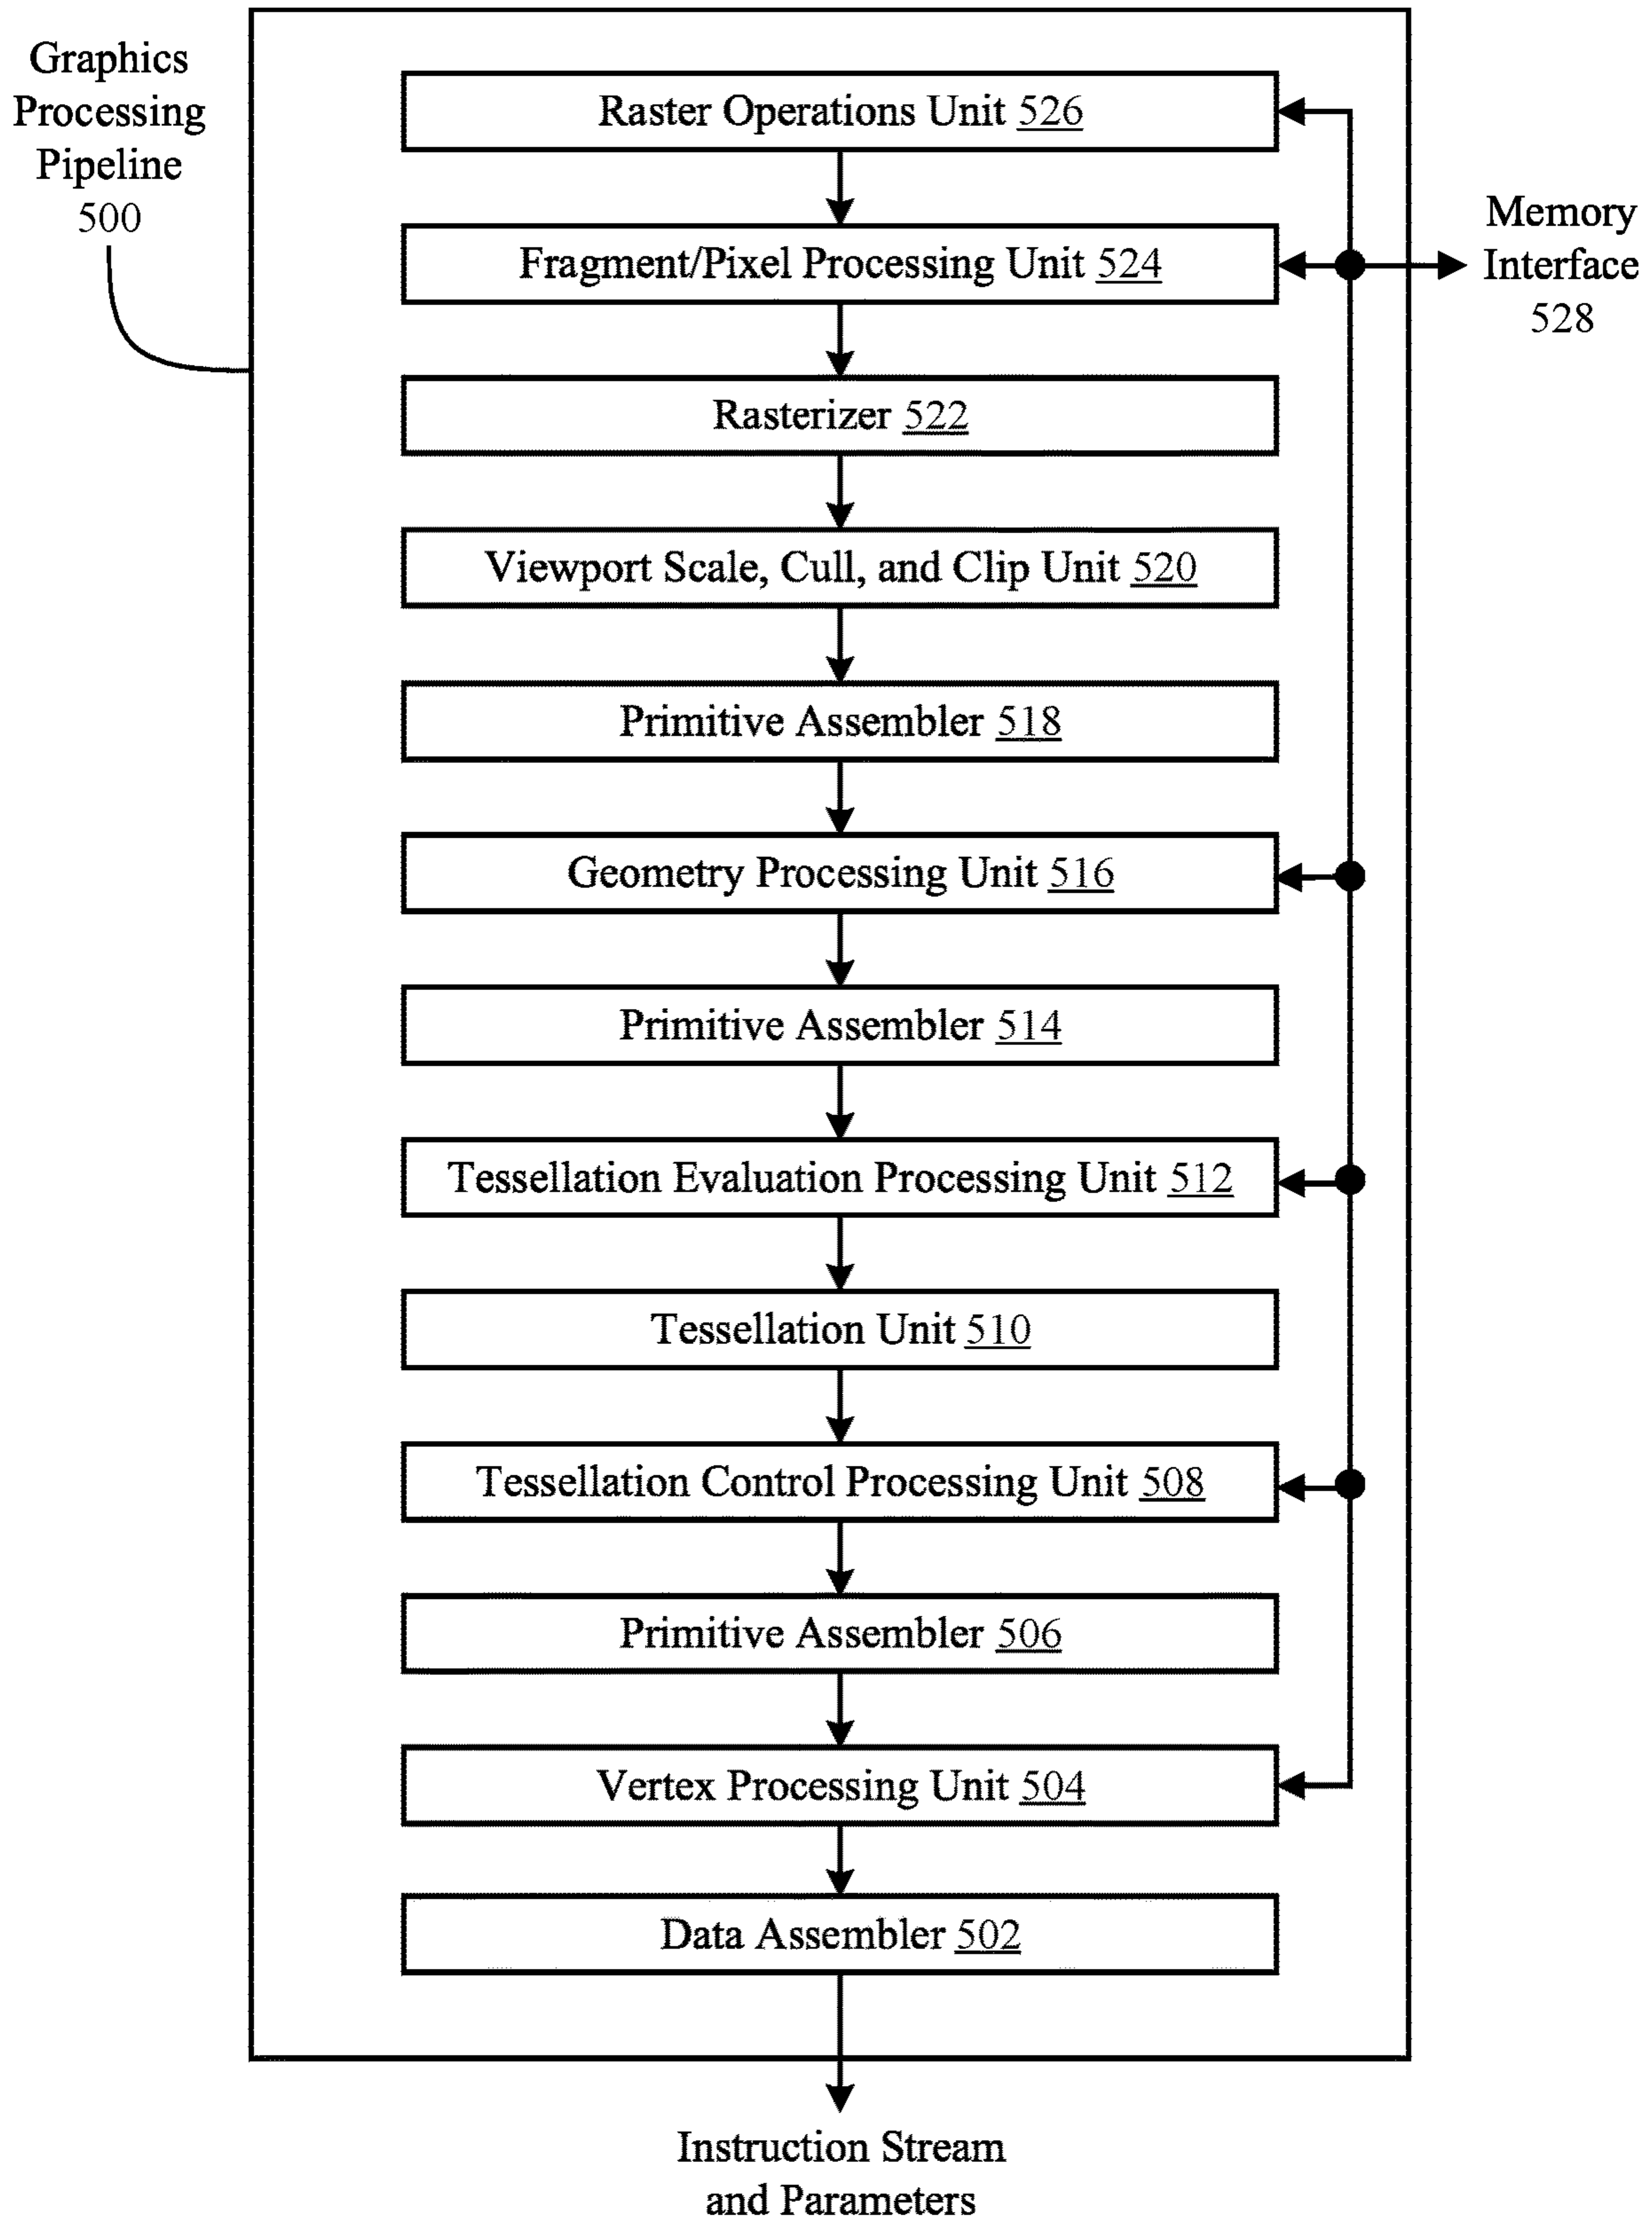 Graphics
Processing
Pipeline
500
Raster Operations Unit 526
Fragment/Pixel Processing Unit 524
Memory
Interface
528
Rasterizer 522
Viewport Scale, Cull, and Clip Unit 520
Primitive Assembler 518
Geometry Processing Unit 516
Primitive Assembler 514
Tessellation Evaluation Processing Unit 512
Tessellation Unit 510
Tessellation Control Processing Unit 508
Primitive Assembler 506
Vertex Processing Unit 504
Data Assembler 502
Instruction Stream
and Parameters